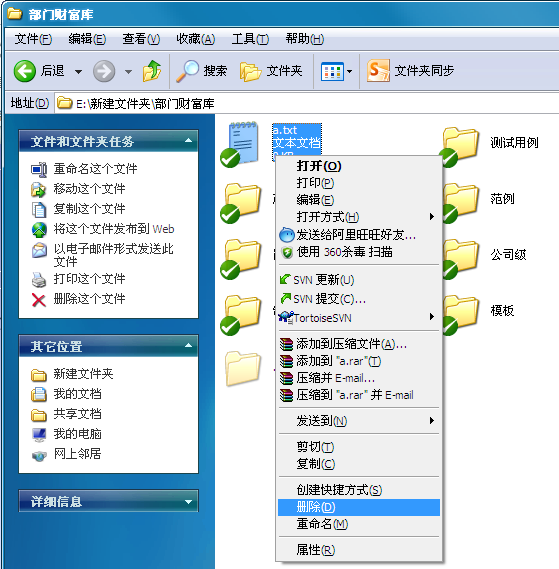 部门财富库
文件(F) 编辑(E) 查看(V) 收藏(A) 工具(T) 帮助(H)
后退 搜索 文件夹 文件夹同步
地址(D) E:\新建文件夹\部门财富库
文件和文件夹任务
重命名这个文件
移动这个文件
复制这个文件
将这个文件发布到 Web
以电子邮件形式发送此
文件
打印这个文件
删除这个文件
其它位置
新建文件夹
我的文档
共享文档
我的电脑
网上邻居
详细信息
a.txt
文本文档
测试用例
范例
公司级
模板
打开(O)
打印(P)
编辑(E)
打开方式(H)
发送给阿里旺旺好友...
使用 360杀毒 扫描
SVN 更新(U)
SVN 提交(C)...
TortoiseSVN
添加到压缩文件(A)...
添加到 "a.rar"(T)
压缩并 E-mail...
压缩到 "a.rar" 并 E-mail
发送到(N)
剪切(T)
复制(C)
创建快捷方式(S)
删除(D)
重命名(M)
属性(R)